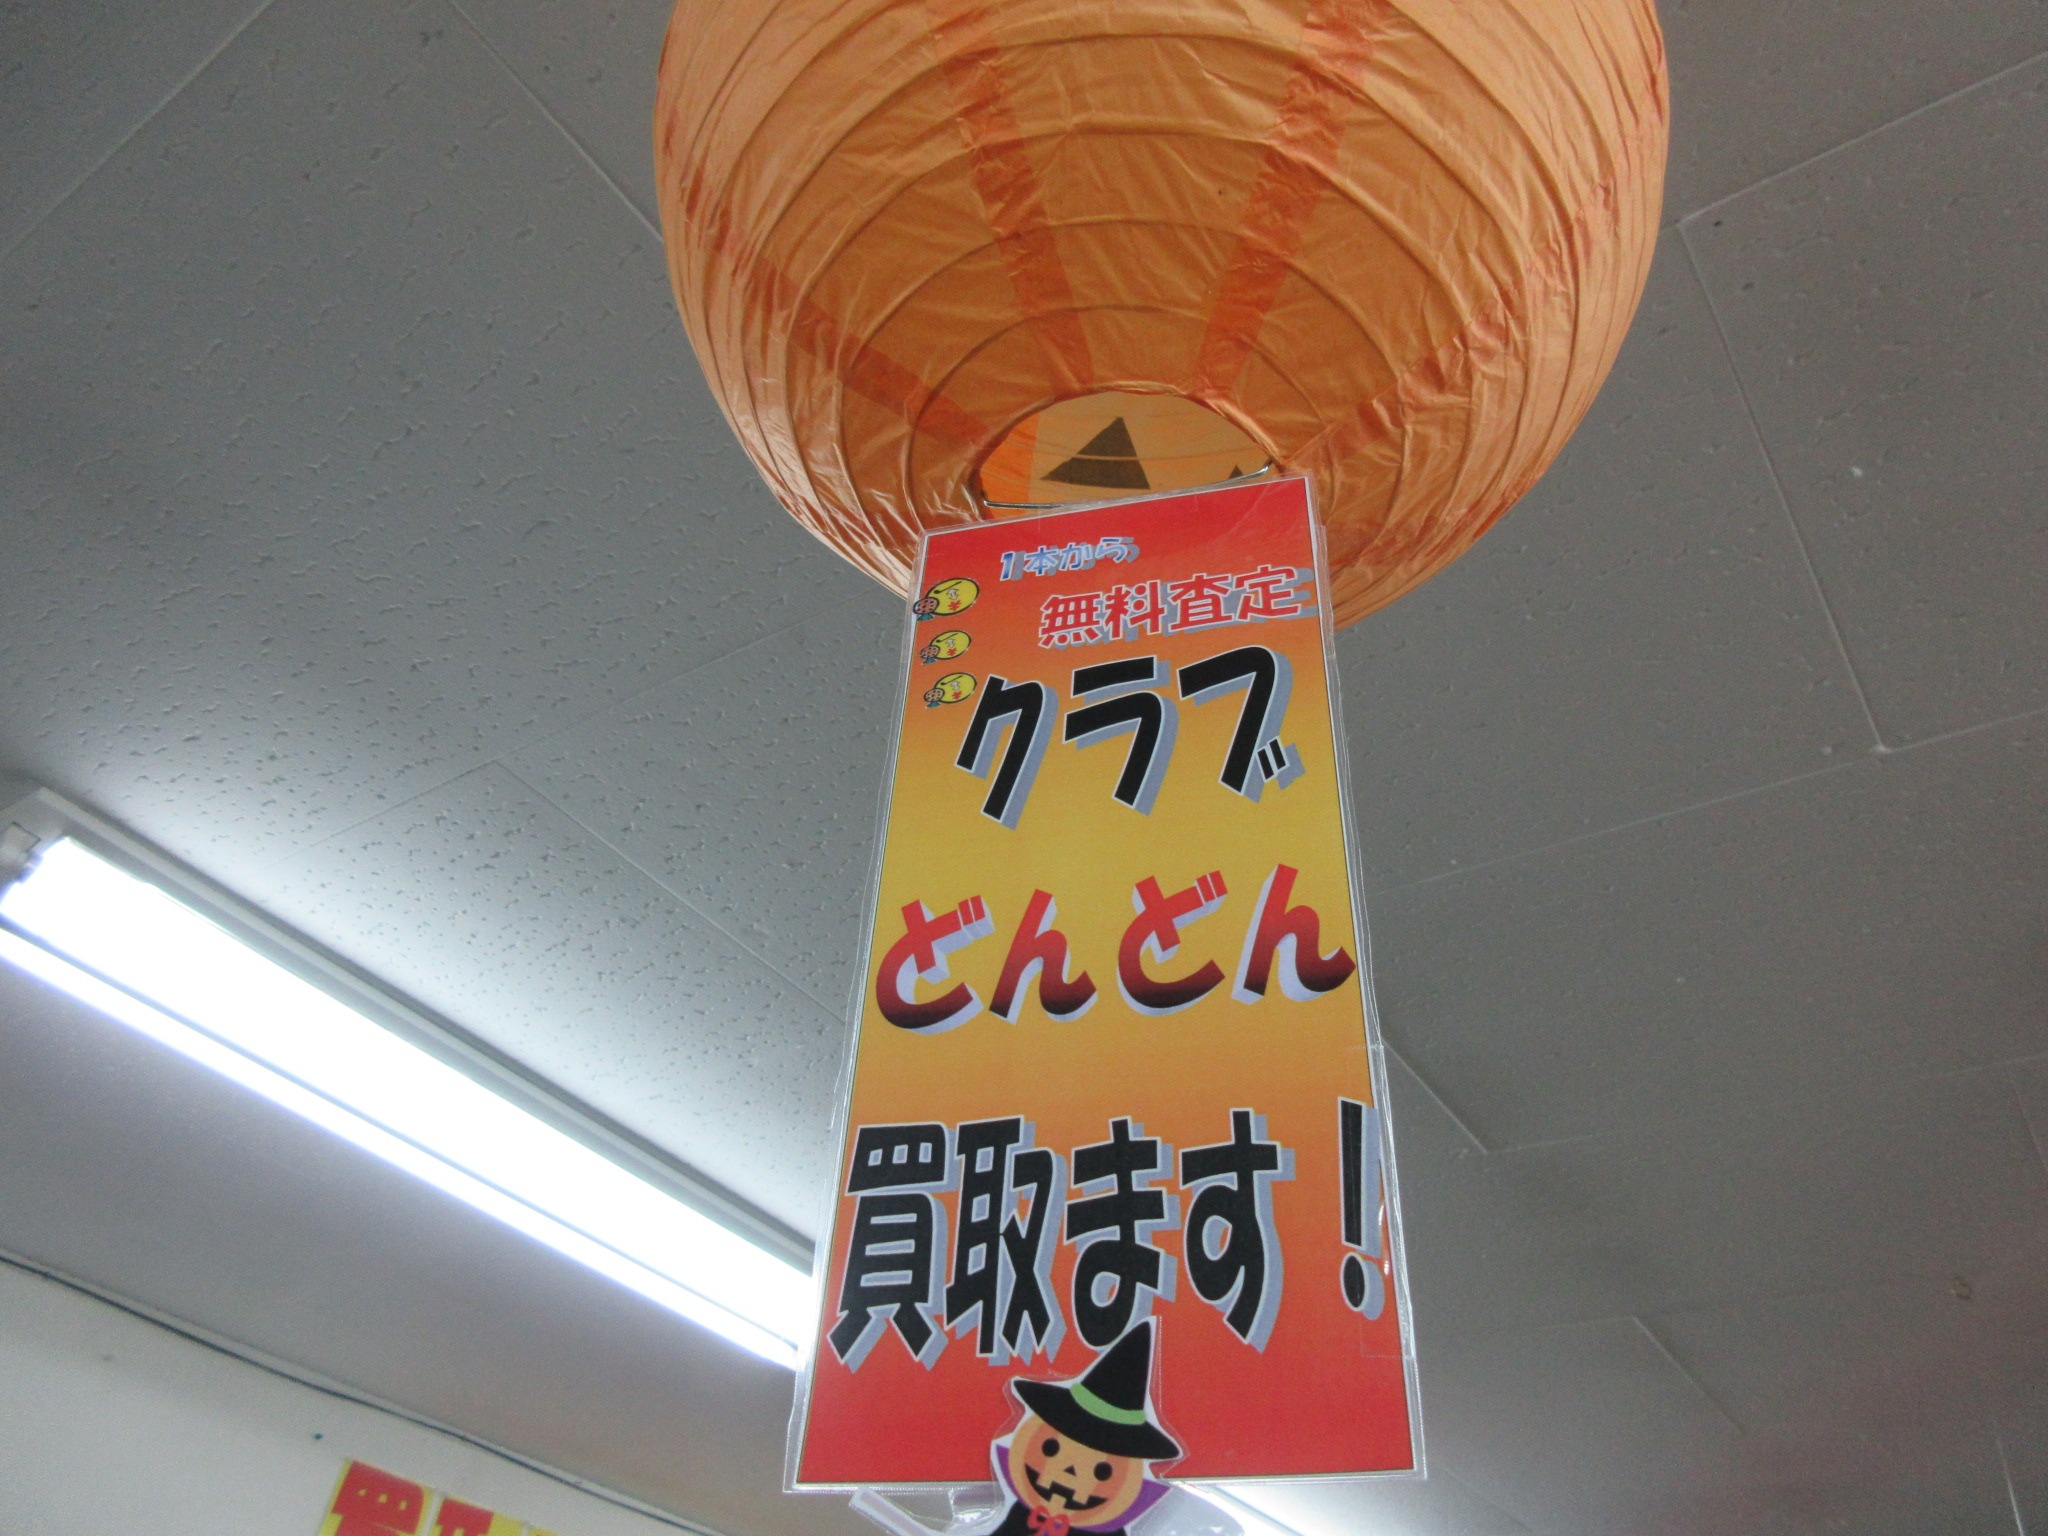 1本から
無料査定
クラブ
どんどん
買取ます！